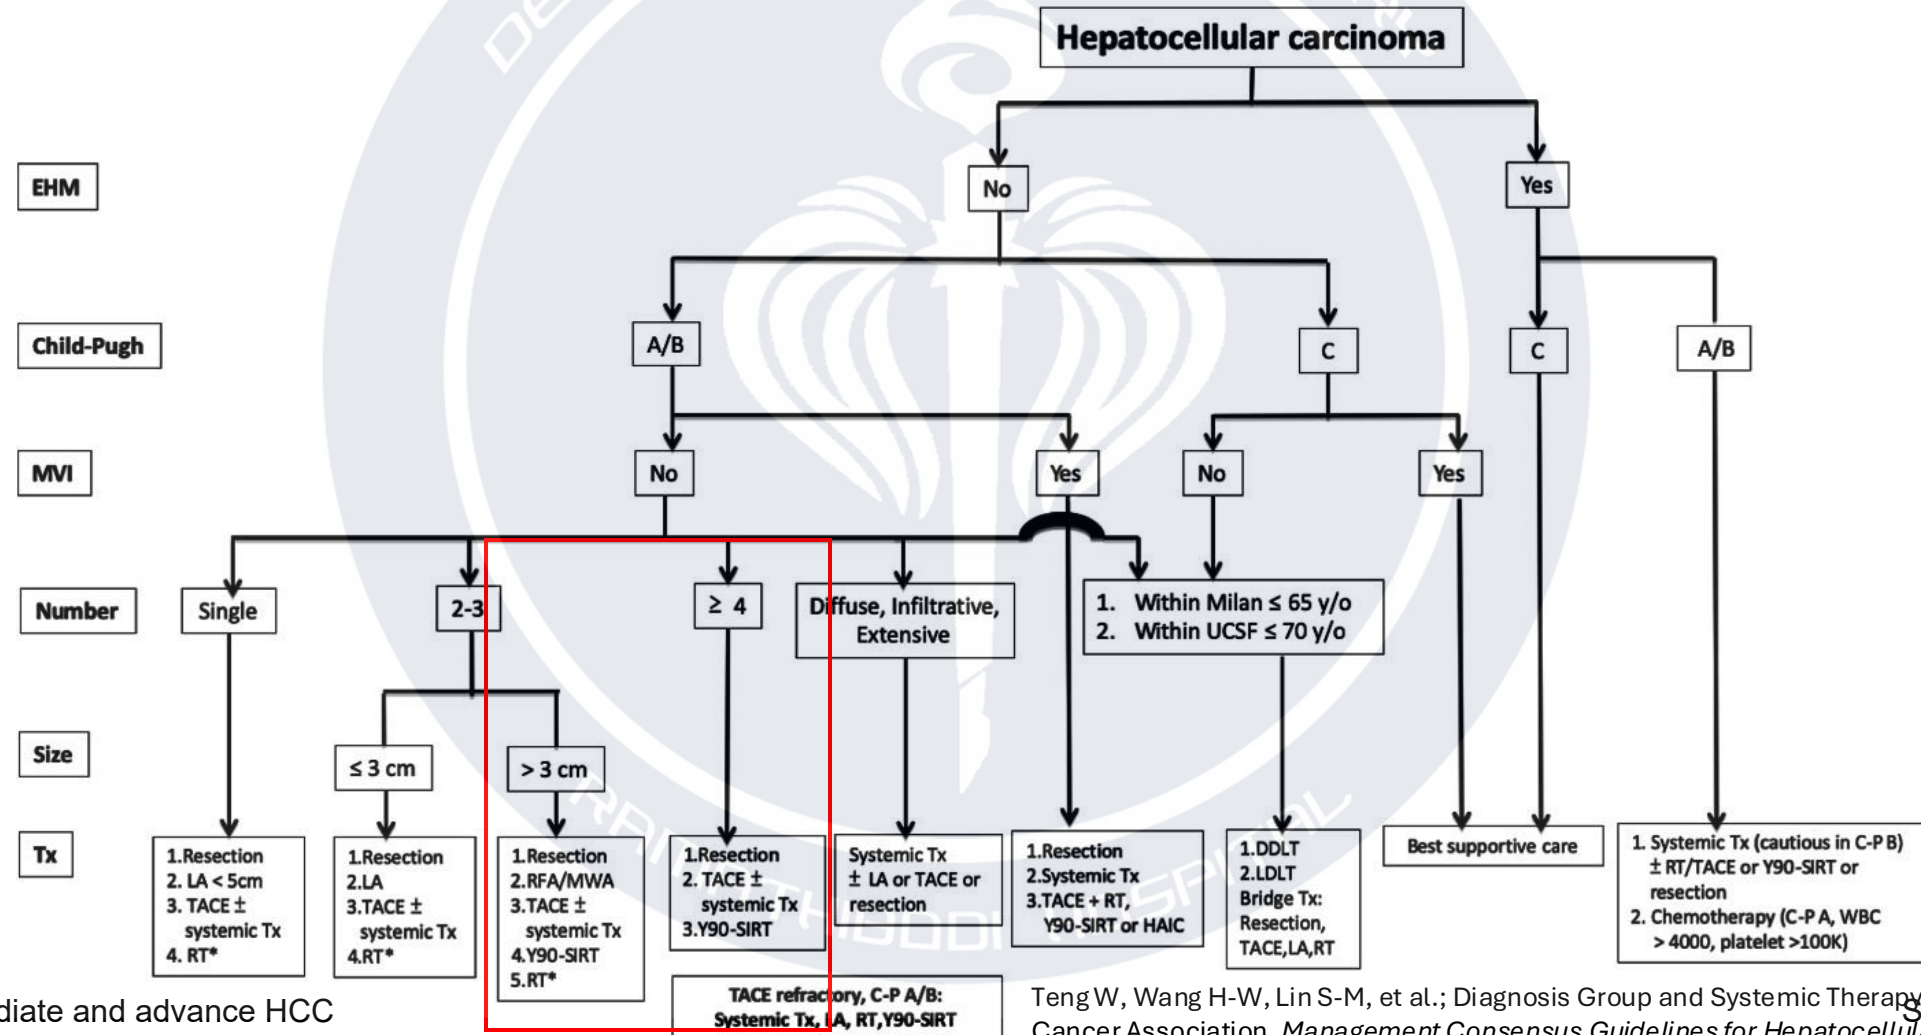 Hepatocellular carcinoma
EHM
No
Yes
Child-Pugh
A/B
C
C
A/B
MVI
No
Yes
No
Yes
Number
Single
2-3
≥ 4
Diffuse, Infiltrative,
Extensive
1. Within Milan ≤ 65 y/o
2. Within UCSF ≤ 70 y/o
Size
≤ 3 cm
> 3 cm
Tx
1.Resection
2. LA < 5cm
3. TACE ±
systemic Tx
4. RT*
1.Resection
2.LA
3.TACE ±
systemic Tx
4.RT*
1.Resection
2.RFA/MWA
3.TACE ±
systemic Tx
4.Y90-SIRT
5.RT*
1.Resection
2. TACE ±
systemic Tx
3.Y90-SIRT
Systemic Tx
± LA or TACE or
resection
1.Resection
2.Systemic Tx
3.TACE + RT,
Y90-SIRT or HAIC
1.DDLT
2.LDLT
Bridge Tx:
Resection,
TACE,LA,RT
Best supportive care
1. Systemic Tx (cautious in C-P B)
± RT/TACE or Y90-SIRT or
resection
2. Chemotherapy (C-P A, WBC
> 4000, platelet >100K)
TACE refractory, C-P A/B:
Systemic Tx, LA, RT,Y90-SIRT
diate and advance HCC
Teng W, Wang H-W, Lin S-M, et al.; Diagnosis Group and Systemic Therapy
Cancer Association. Management Consensus Guidelines for Hepatocellul
RAMATHIBODI HOSPITAL